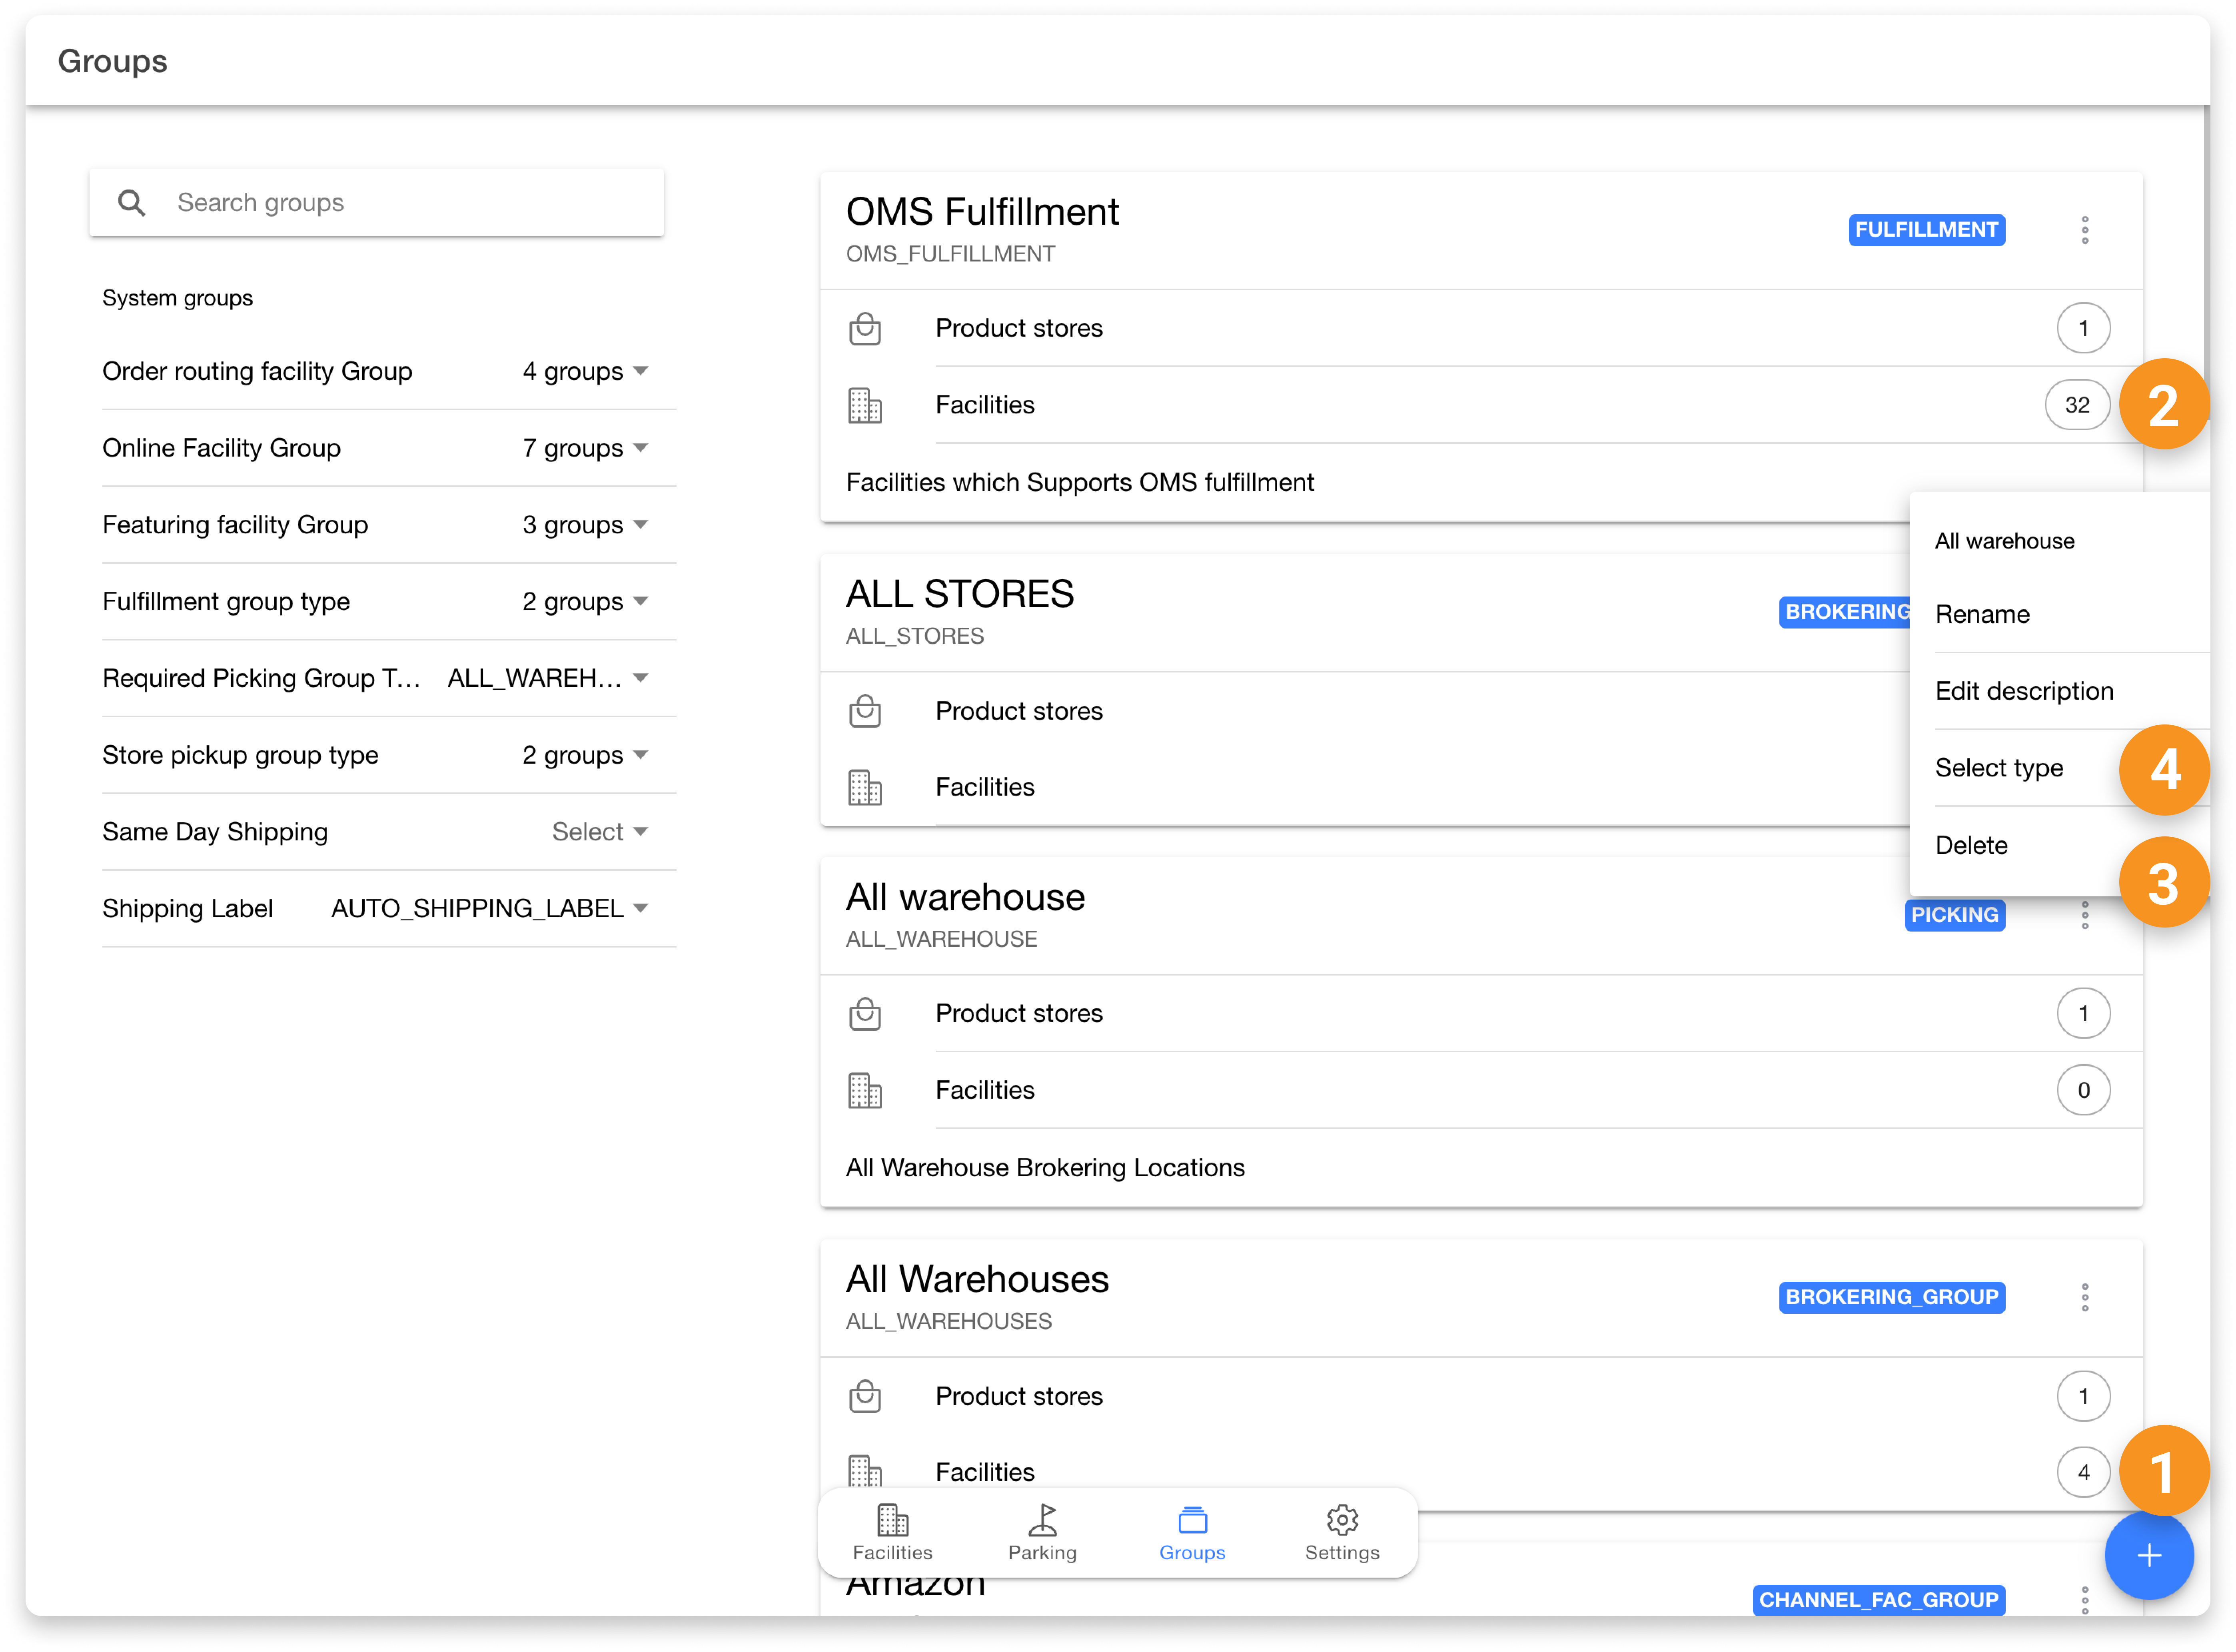 Groups
Search groups
System groups
Order routing facility Group 4 groups
Online Facility Group 7 groups
Featuring facility Group 3 groups
Fulfillment group type 2 groups
Required Picking Group T... ALL_WAREH...
Store pickup group type 2 groups
Same Day Shipping Select
Shipping Label AUTO_SHIPPING_LABEL
OMS Fulfillment
OMS_FULFILLMENT
FULFILLMENT
Product stores 1
Facilities 32
2
Facilities which Supports OMS fulfillment
ALL STORES
ALL_STORES
BROKERING
Product stores
Facilities
All warehouse
Rename
Edit description
Select type
4
Delete
3
All warehouse
ALL_WAREHOUSE
PICKING
Product stores 1
Facilities 0
All Warehouse Brokering Locations
All Warehouses
ALL_WAREHOUSES
BROKERING_GROUP
Product stores 1
Facilities 4
1
Facilities Parking Groups Settings
+
Amazon
CHANNEL_FAC_GROUP